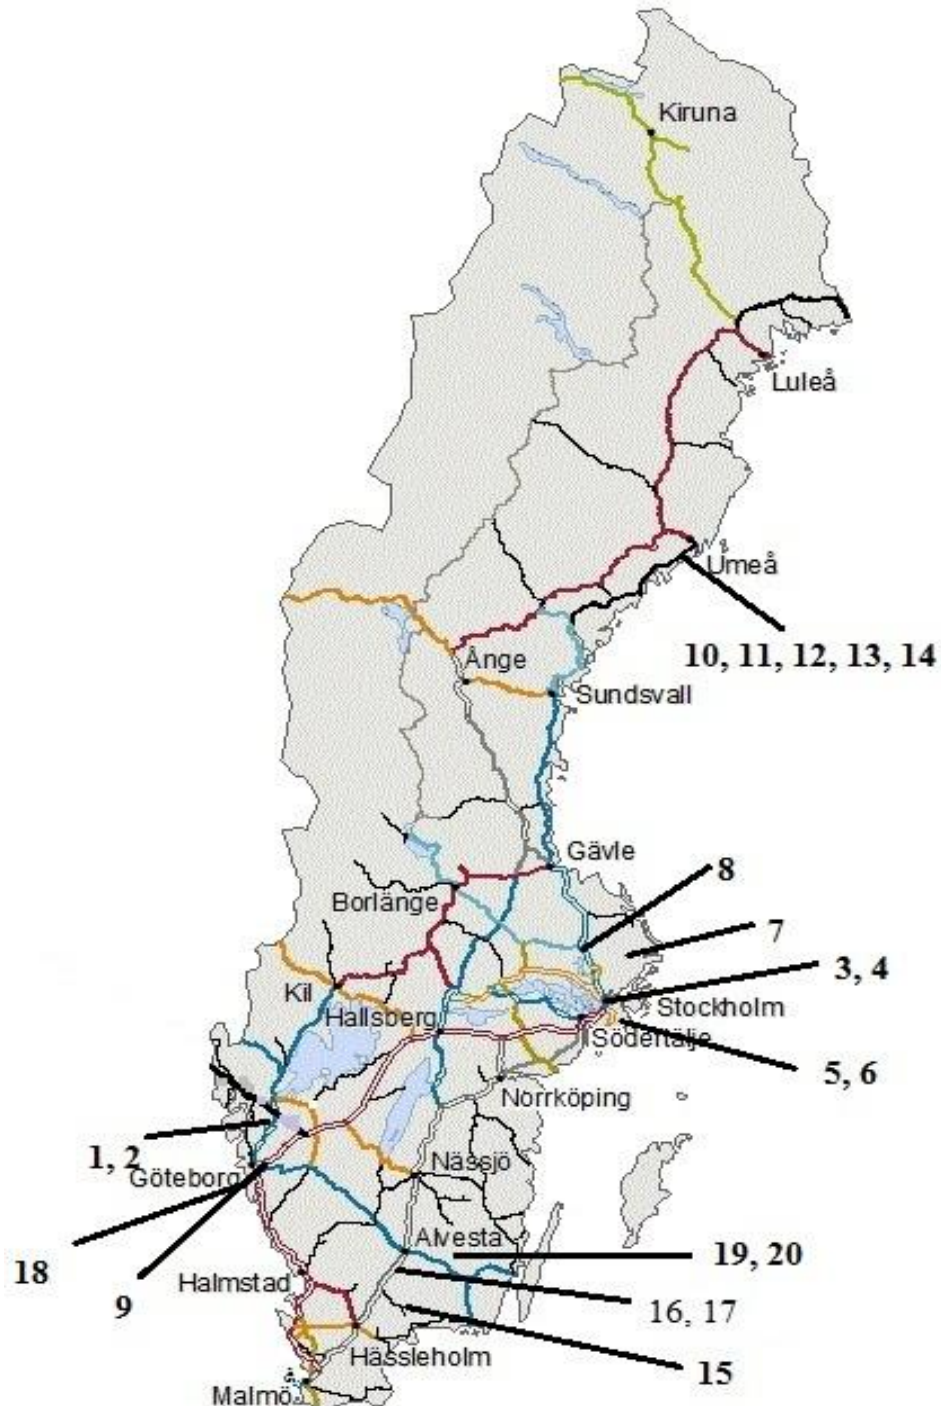 Kiruna
Luleå
Umeå
10, 11, 12, 13, 14
Ånge
Sundsvall
Gävle
8
Borlänge
7
3, 4
Kil
Stockholm
Hallsberg
Södertälje
5, 6
Norrköping
1, 2
Nässjö
Göteborg
Alvesta
19, 20
18
Halmstad
9
16, 17
Hässleholm
15
Malmö